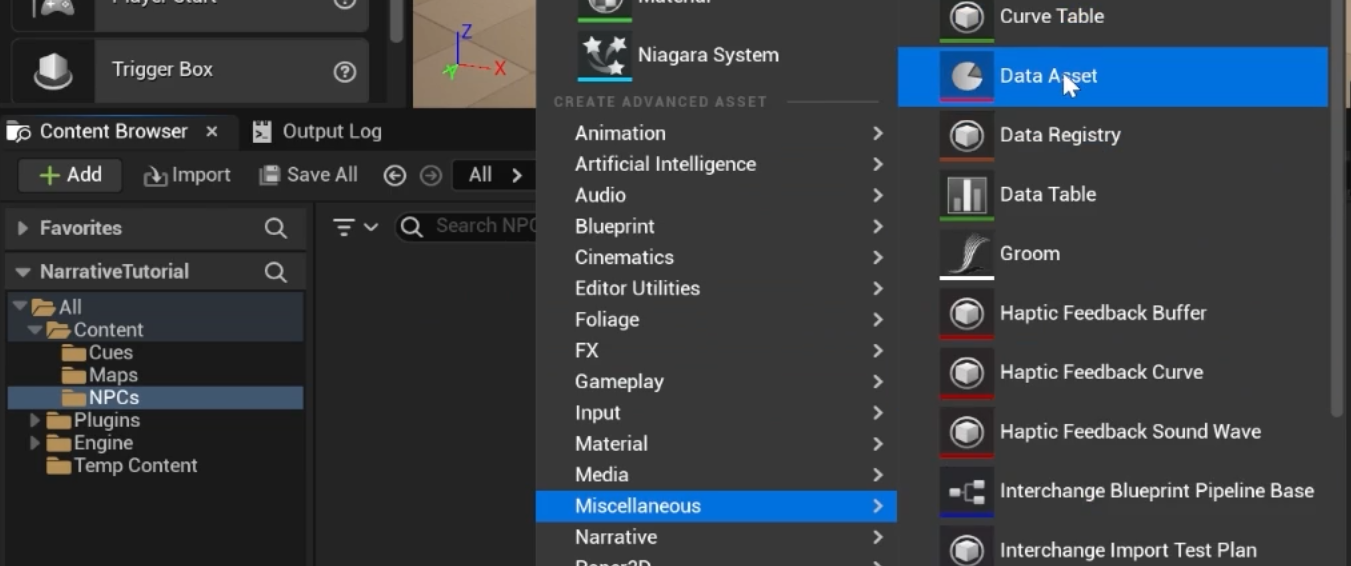 Player Start
Trigger Box
Z
X
Y
Content Browser
Output Log
Add
Import
Save All
All
Favorites
Search NPC
NarrativeTutorial
All
Content
Cues
Maps
NPCs
Plugins
Engine
Temp Content
Material
Niagara System
CREATE ADVANCED ASSET
Animation
Artificial Intelligence
Audio
Blueprint
Cinematics
Editor Utilities
Foliage
FX
Gameplay
Input
Material
Media
Miscellaneous
Narrative
Paper2D
Curve Table
Data Asset
Data Registry
Data Table
Groom
Haptic Feedback Buffer
Haptic Feedback Curve
Haptic Feedback Sound Wave
Interchange Blueprint Pipeline Base
Interchange Import Test Plan